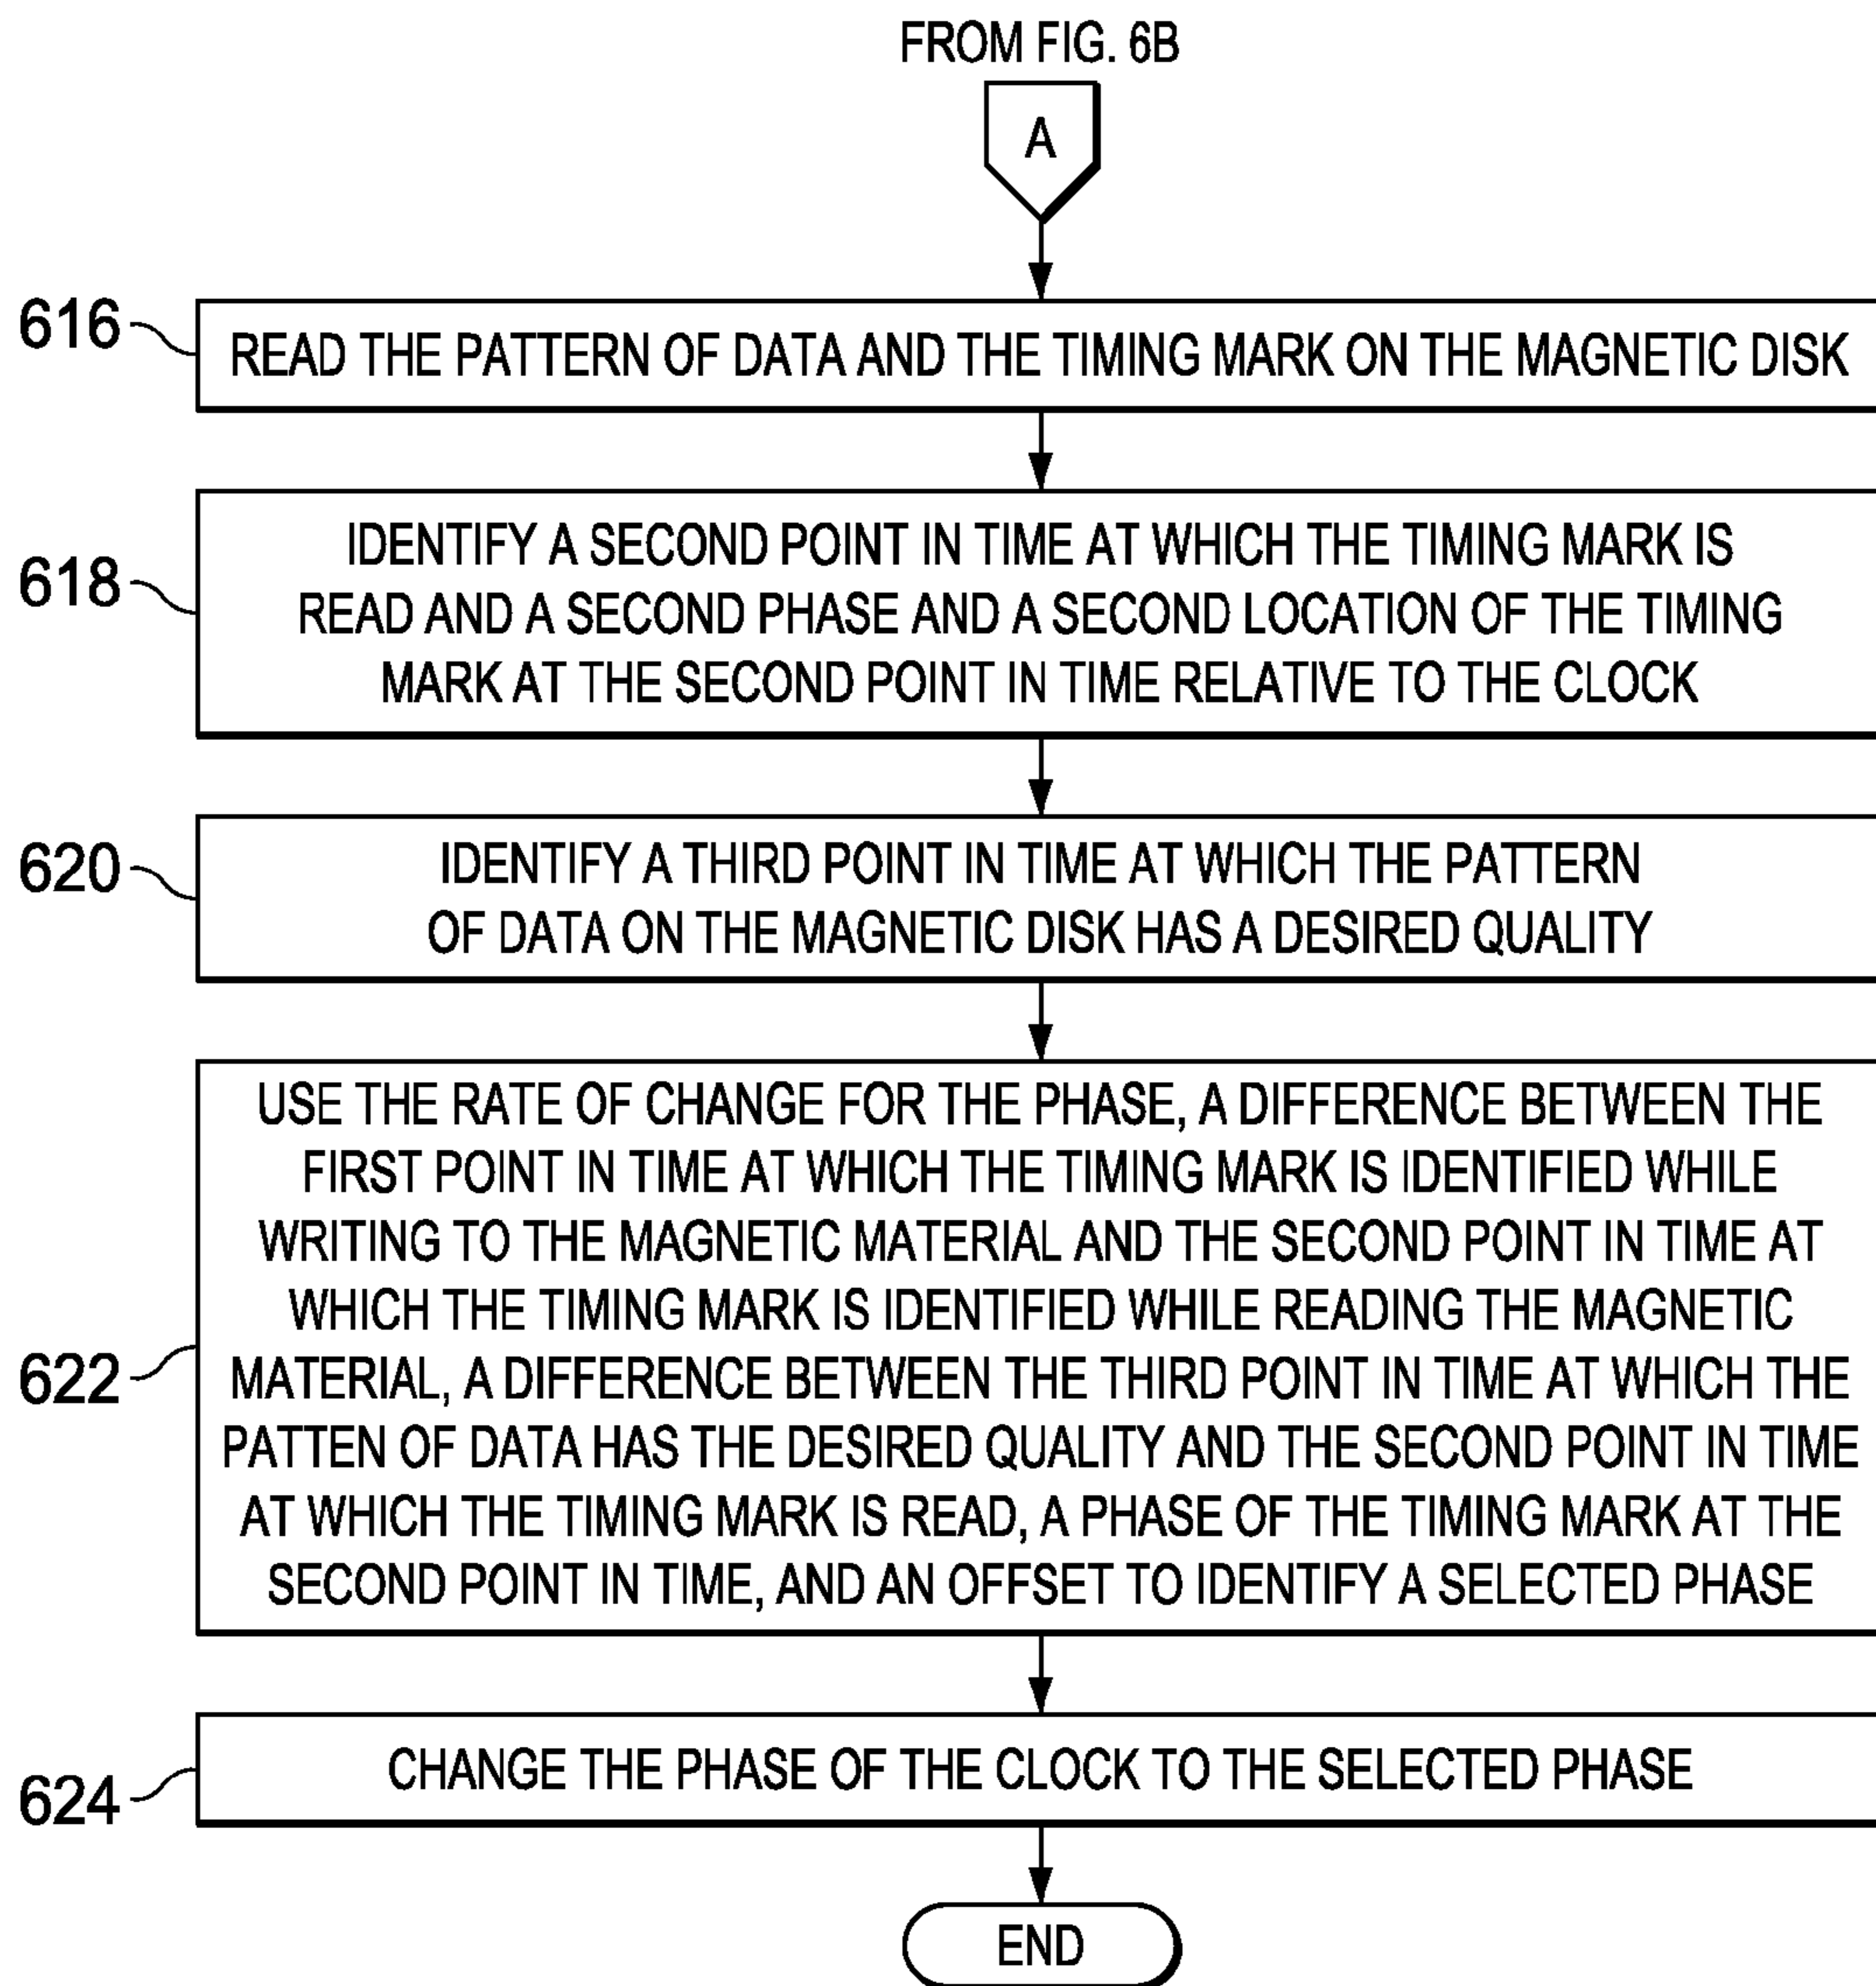 FROM FIG. 6B
A
616
READ THE PATTERN OF DATA AND THE TIMING MARK ON THE MAGNETIC DISK
618
IDENTIFY A SECOND POINT IN TIME AT WHICH THE TIMING MARK IS
READ AND A SECOND PHASE AND A SECOND LOCATION OF THE TIMING
MARK AT THE SECOND POINT IN TIME RELATIVE TO THE CLOCK
620
IDENTIFY A THIRD POINT IN TIME AT WHICH THE PATTERN
OF DATA ON THE MAGNETIC DISK HAS A DESIRED QUALITY
622
USE THE RATE OF CHANGE FOR THE PHASE, A DIFFERENCE BETWEEN THE
FIRST POINT IN TIME AT WHICH THE TIMING MARK IS IDENTIFIED WHILE
WRITING TO THE MAGNETIC MATERIAL AND THE SECOND POINT IN TIME AT
WHICH THE TIMING MARK IS IDENTIFIED WHILE READING THE MAGNETIC
MATERIAL, A DIFFERENCE BETWEEN THE THIRD POINT IN TIME AT WHICH THE
PATTEN OF DATA HAS THE DESIRED QUALITY AND THE SECOND POINT IN TIME
AT WHICH THE TIMING MARK IS READ, A PHASE OF THE TIMING MARK AT THE
SECOND POINT IN TIME, AND AN OFFSET TO IDENTIFY A SELECTED PHASE
624
CHANGE THE PHASE OF THE CLOCK TO THE SELECTED PHASE
END